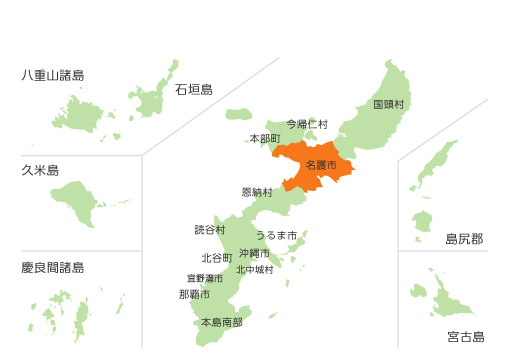 八重山諸島
石垣島
国頭村
今帰仁村
本部町
名護市
久米島
恩納村
読谷村
うるま市
島尻郡
北谷町
沖縄市
慶良間諸島
北中城村
宜野灣市
那覇市
本島南部
宮古島